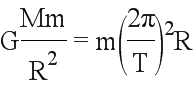 G Mm/R² = m(2π/T)²R